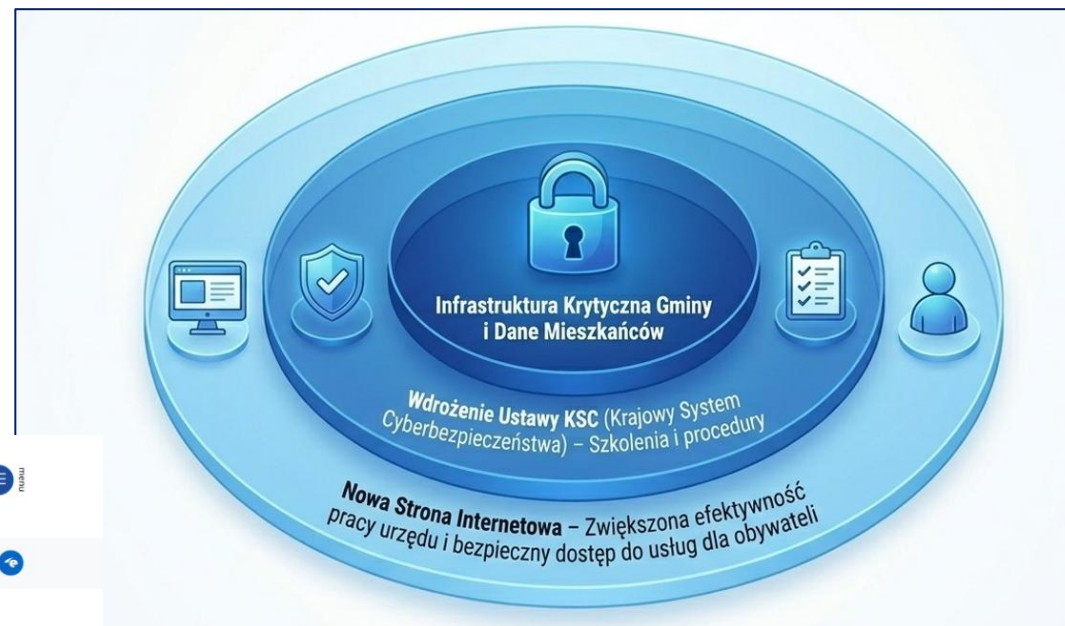 Infrastruktura Krytyczna Gminy
i Dane Mieszkańców
Wdrożenie Ustawy KSC (Krajowy System
Cyberbezpieczeństwa) – Szkolenia i procedury
Nowa Strona Internetowa – Zwiększona efektywność
pracy urzędu i bezpieczny dostęp do usług dla obywateli
menu